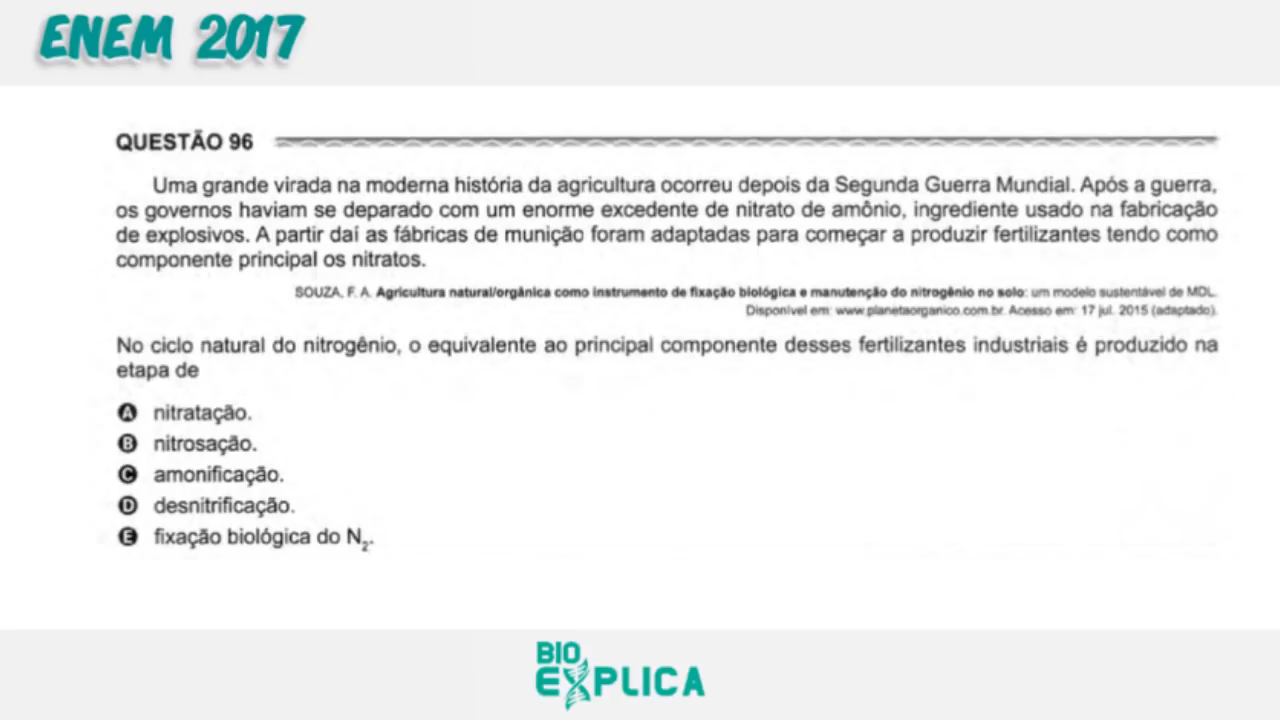 ENEM 2017
QUESTÃO 96
Uma grande virada na moderna história da agricultura ocorreu depois da Segunda Guerra Mundial. Após a guerra,
os governos haviam se deparado com um enorme excedente de nitrato de amônio, ingrediente usado na fabricação
de explosivos. A partir daí as fábricas de munição foram adaptadas para começar a produzir fertilizantes tendo como
componente principal os nitratos.
SOUZA, F. A. Agricultura natural/orgânica como instrumento de fixação biológica e manutenção do nitrogênio no solo: um modelo sustentável de MDL.
Disponível em: www.planetaorganico.com.br. Acesso em: 17 jul. 2015 (adaptado).
No ciclo natural do nitrogênio, o equivalente ao principal componente desses fertilizantes industriais é produzido na
etapa de
A nitratação.
B nitrosação.
C amonificação.
D desnitrificação.
E fixação biológica do N₂.
BIO
EXPLICA